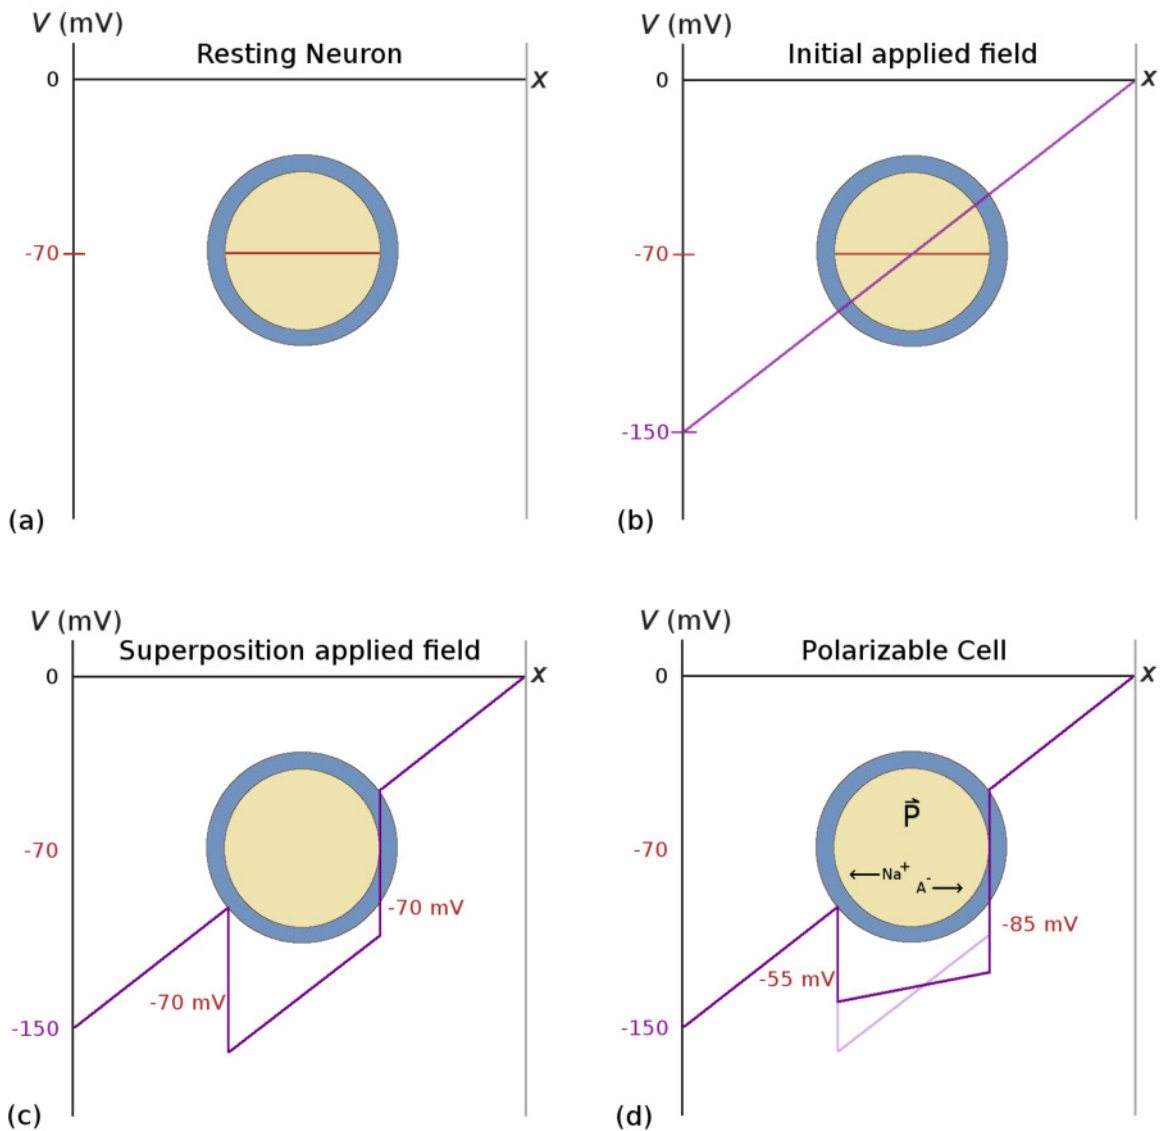 V (mV)
Resting Neuron
0
x
-70
(a)
V (mV)
Initial applied field
0
x
-70
-150
(b)
V (mV)
Superposition applied field
0
x
-70
-70 mV
-70 mV
-150
(c)
V (mV)
Polarizable Cell
0
x
P⃗
-70
Na⁺
A⁻
-85 mV
-55 mV
-150
(d)